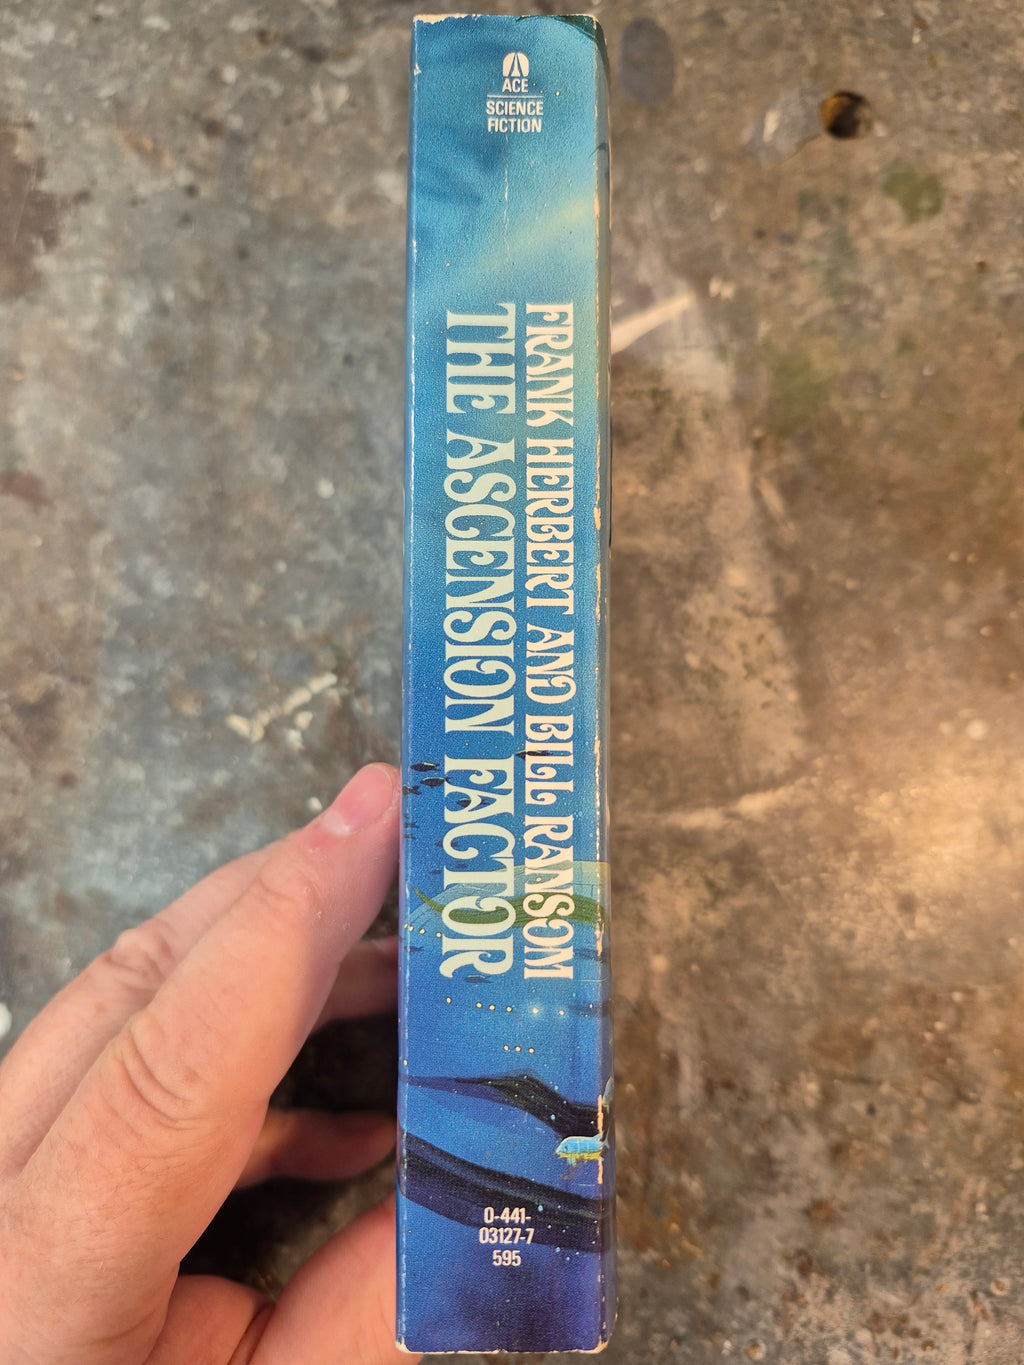 ACE
SCIENCE
FICTION
FRANK HERBERT AND BILL RANSOM
THE ASCENSION FACTOR
0-441-
03127-7
595